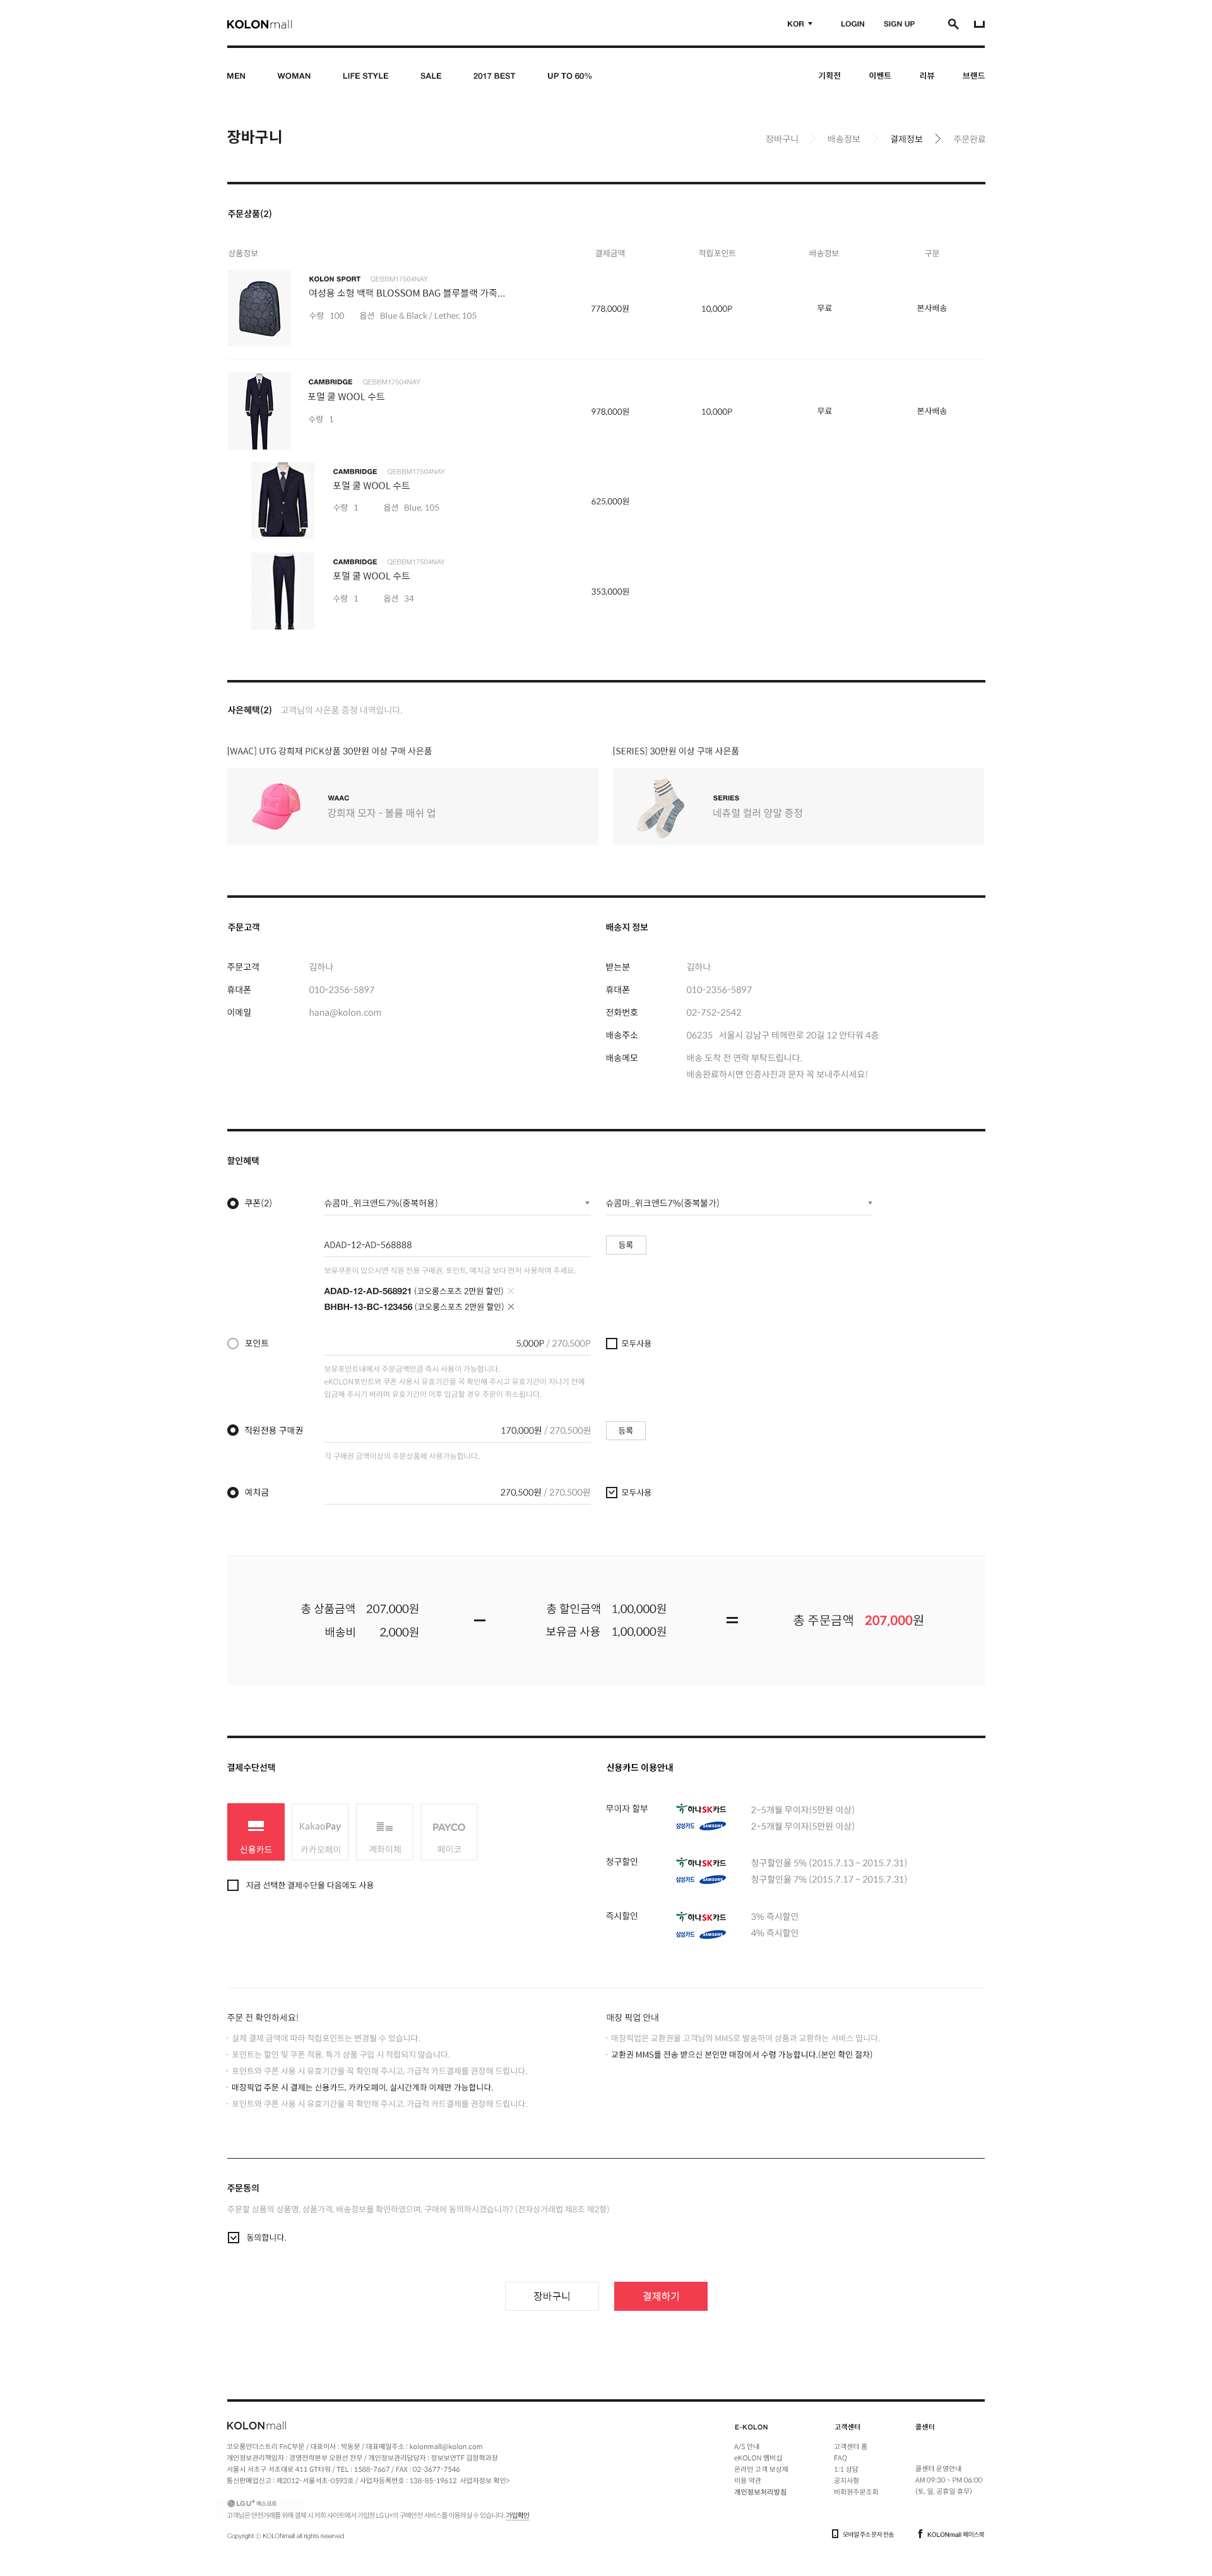 KOLONmall
KOR ▼ LOGIN SIGN UP
MEN WOMAN LIFE STYLE SALE 2017 BEST UP TO 60% 기획전 이벤트 리뷰 브랜드
장바구니
장바구니 배송정보 결제정보 주문완료
주문상품(2)
상품정보 결제금액 적립포인트 배송정보 구분
KOLON SPORT QEBBM17504NAY
여성용 소형 백팩 BLOSSOM BAG 블루블랙 가죽...
수량 100 옵션 Blue & Black / Lether, 105
778,000원 10,000P 무료 본사배송
CAMBRIDGE QEBBM17504NAY
포멀 쿨 WOOL 수트
수량 1
978,000원 10,000P 무료 본사배송
CAMBRIDGE QEBBM17504NAY
포멀 쿨 WOOL 수트
수량 1 옵션 Blue, 105
625,000원
CAMBRIDGE QEBBM17504NAY
포멀 쿨 WOOL 수트
수량 1 옵션 34
353,000원
사은혜택(2) 고객님의 사은품 증정 내역입니다.
[WAAC] UTG 강희재 PICK상품 30만원 이상 구매 사은품
WAAC
강희재 모자 - 볼륨 매쉬 업
[SERIES] 30만원 이상 구매 사은품
SERIES
네츄럴 컬러 양말 증정
주문고객
주문고객 김하나
휴대폰 010-2356-5897
이메일 hana@kolon.com
배송지 정보
받는분 김하나
휴대폰 010-2356-5897
전화번호 02-752-2542
배송주소 06235 서울시 강남구 테헤란로 20길 12 안타워 4층
배송메모 배송 도착 전 연락 부탁드립니다.
배송완료하시면 인증사진과 문자 꼭 보내주시세요!
할인혜택
쿠폰(2) 슈콤마_위크앤드7%(중복허용) 슈콤마_위크앤드7%(중복불가)
ADAD-12-AD-568888 등록
보유쿠폰이 있으시면 직원 전용 구매권, 포인트, 예치금 보다 먼저 사용하여 주세요.
ADAD-12-AD-568921 (코오롱스포츠 2만원 할인)
BHBH-13-BC-123456 (코오롱스포츠 2만원 할인)
포인트 5,000P / 270,500P 모두사용
보유포인트내에서 주문금액만큼 즉시 사용이 가능합니다.
eKOLON포인트와 쿠폰 사용시 유효기간을 꼭 확인해 주시고 유효기간이 지나기 전에
입금해 주시기 바라며 유효기간이 이후 입금할 경우 주문이 취소됩니다.
직원전용 구매권 170,000원 / 270,500원 등록
각 구매권 금액이상의 주문상품에 사용가능합니다.
예치금 270,500원 / 270,500원 모두사용
총 상품금액 207,000원
배송비 2,000원
−
총 할인금액 1,00,000원
보유금 사용 1,00,000원
=
총 주문금액 207,000원
결제수단선택
신용카드
KakaoPay
카카오페이
계좌이체
PAYCO
페이코
지금 선택한 결제수단을 다음에도 사용
신용카드 이용안내
무이자 할부 하나SK카드 2~5개월 무이자(5만원 이상)
삼성카드 SAMSUNG 2~5개월 무이자(5만원 이상)
청구할인 하나SK카드 청구할인율 5% (2015.7.13 ~ 2015.7.31)
삼성카드 SAMSUNG 청구할인율 7% (2015.7.17 ~ 2015.7.31)
즉시할인 하나SK카드 3% 즉시할인
삼성카드 SAMSUNG 4% 즉시할인
주문 전 확인하세요!
· 실제 결제 금액에 따라 적립포인트는 변경될 수 있습니다.
· 포인트는 할인 및 쿠폰 적용, 특가 상품 구입 시 적립되지 않습니다.
· 포인트와 쿠폰 사용 시 유효기간을 꼭 확인해 주시고, 가급적 카드결제를 권장해 드립니다.
· 매장픽업 주문 시 결제는 신용카드, 카카오페이, 실시간계좌 이체만 가능합니다.
· 포인트와 쿠폰 사용 시 유효기간을 꼭 확인해 주시고, 가급적 카드결제를 권장해 드립니다.
매장 픽업 안내
· 매장픽업은 교환권을 고객님의 MMS로 발송하여 상품과 교환하는 서비스 입니다.
· 교환권 MMS를 전송 받으신 본인만 매장에서 수령 가능합니다.(본인 확인 절차)
주문동의
주문할 상품의 상품명, 상품가격, 배송정보를 확인하였으며, 구매에 동의하시겠습니까? (전자상거래법 제8조 제2항)
동의합니다.
장바구니 결제하기
KOLONmall
코오롱인더스트리 FnC부문 / 대표이사 : 박동문 / 대표메일주소 : kolonmall@kolon.com
개인정보관리책임자 : 경영전략본부 오원선 전무 / 개인정보관리담당자 : 정보보안TF 김정혁과장
서울시 서초구 서초대로 411 GT타워 / TEL : 1588-7667 / FAX : 02-3677-7546
통신판매업신고 : 제2012-서울서초-0593호 / 사업자등록번호 : 138-85-19612 사업자정보 확인>
LG U+ 에스크로
고객님은 안전거래를 위해 결제 시 저희 사이트에서 가입한 LG U+의 구매안전 서비스를 이용하실 수 있습니다. 가입확인
Copyright ⓒ KOLONmall all rights reserved
E-KOLON
A/S 안내
eKOLON 멤버십
온라인 고객 보상제
이용 약관
개인정보처리방침
고객센터
고객센터 홈
FAQ
1:1 상담
공지사항
비회원주문조회
콜센터
콜센터 운영안내
AM 09:30 ~ PM 06:00
(토, 일, 공휴일 휴무)
모바일 주소 문자 전송 KOLONmall 페이스북